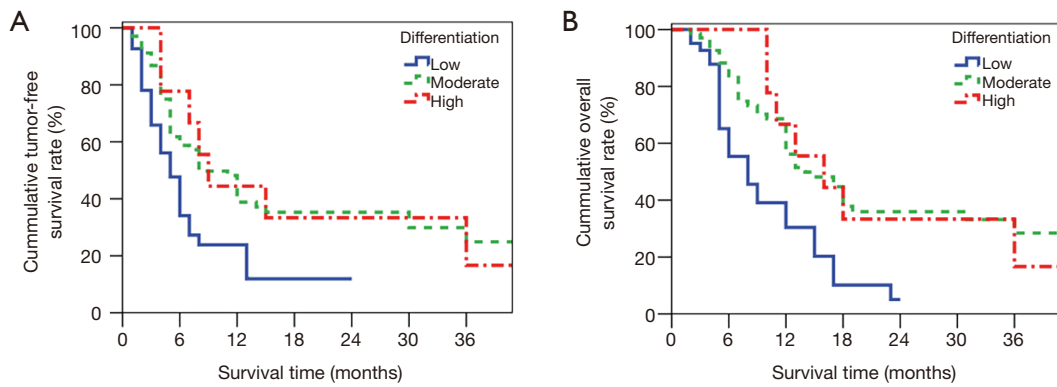 A
Cummulative tumor-free
survival rate (%)
100
80
60
40
20
0
Differentiation
Low
Moderate
High
0 6 12 18 24 30 36
Survival time (months)
B
Cummulative overall
survival rate (%)
100
80
60
40
20
0
Differentiation
Low
Moderate
High
0 6 12 18 24 30 36
Survival time (months)